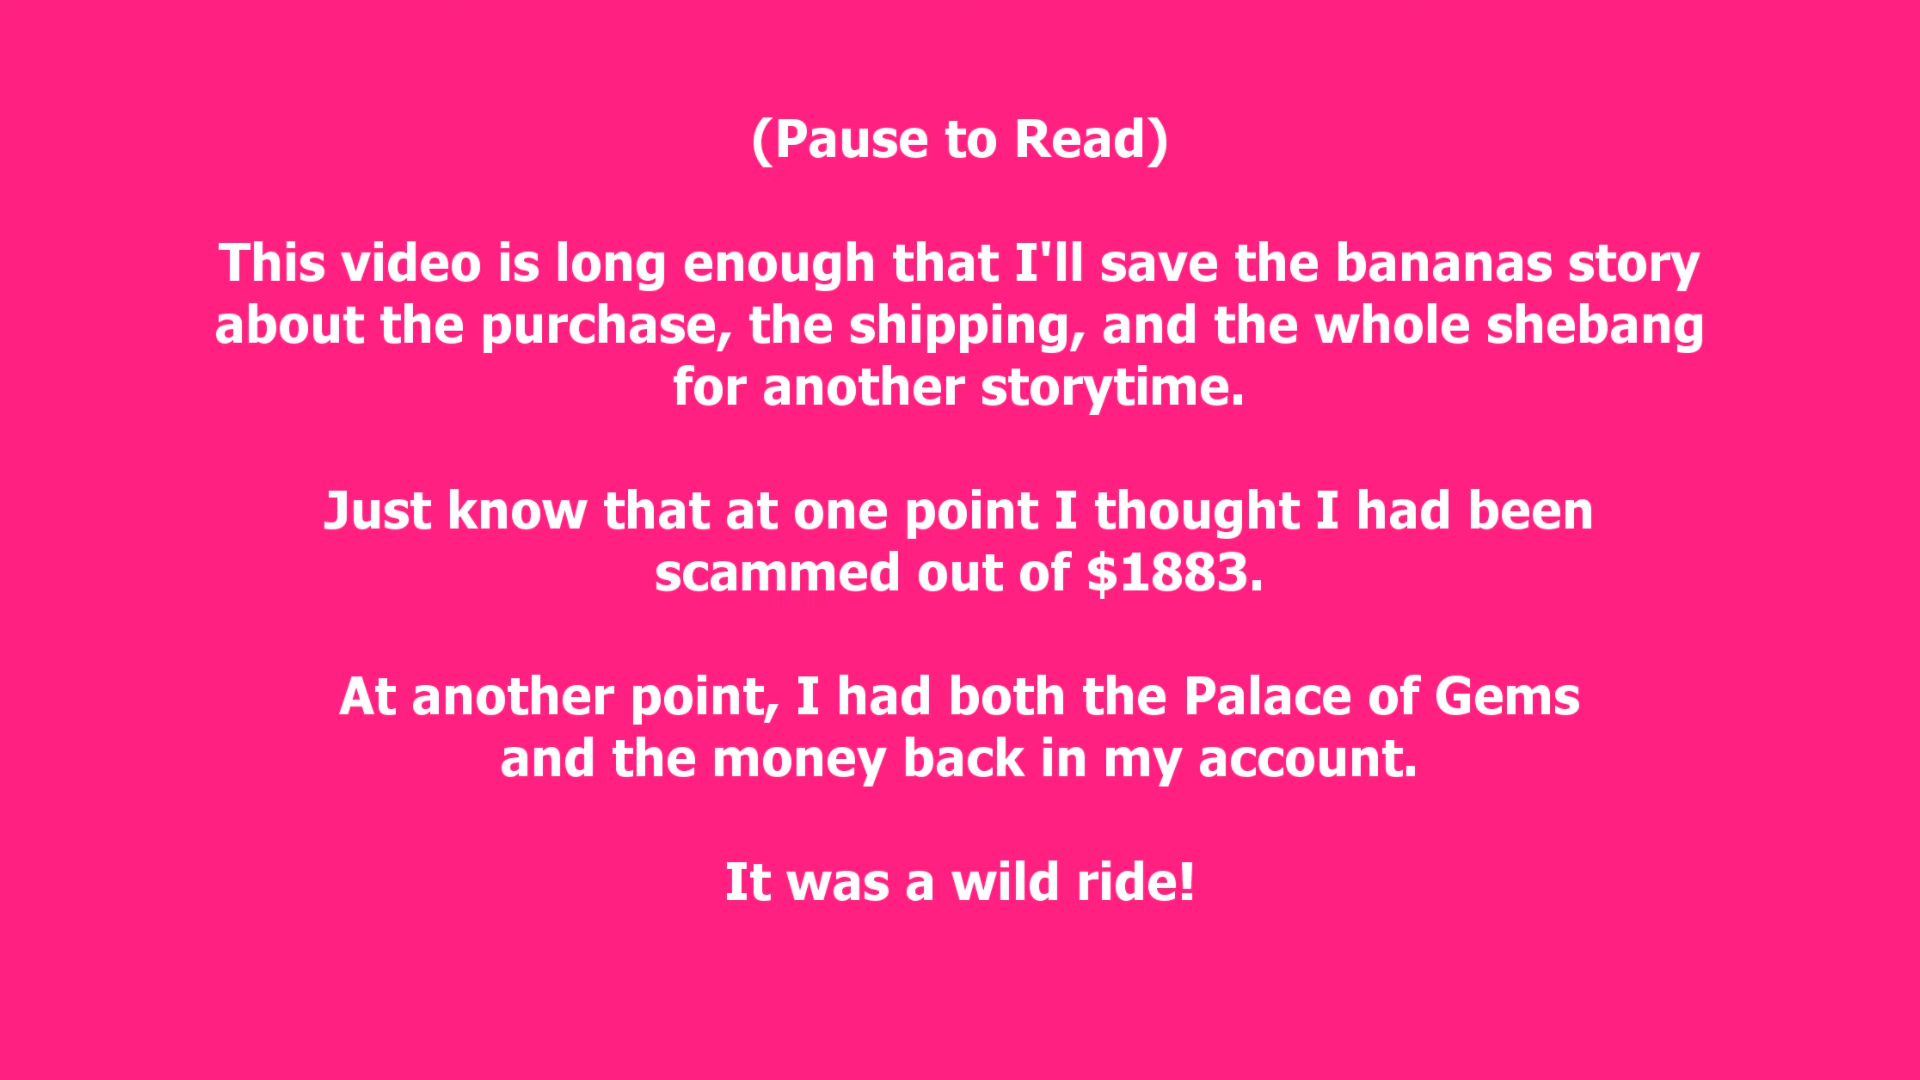 (Pause to Read)
This video is long enough that I'll save the bananas story
about the purchase, the shipping, and the whole shebang
for another storytime.
Just know that at one point I thought I had been
scammed out of $1883.
At another point, I had both the Palace of Gems
and the money back in my account.
It was a wild ride!